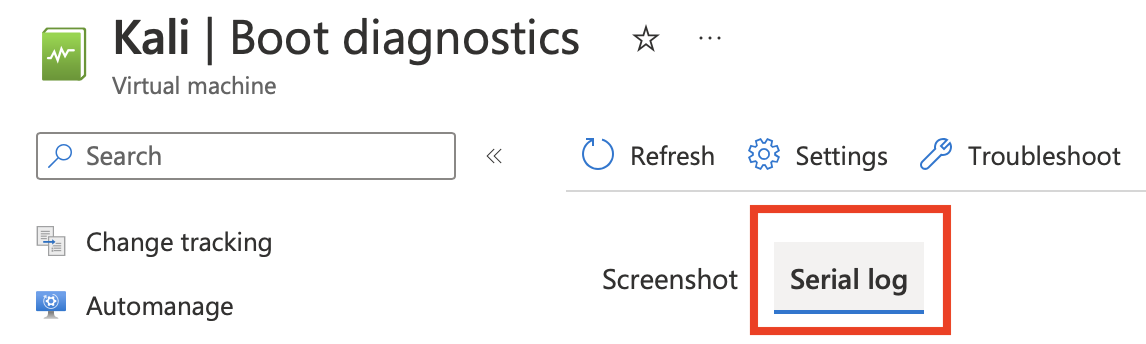 Kali | Boot diagnostics
Virtual machine
Search
Refresh Settings Troubleshoot
Change tracking
Automanage
Screenshot Serial log